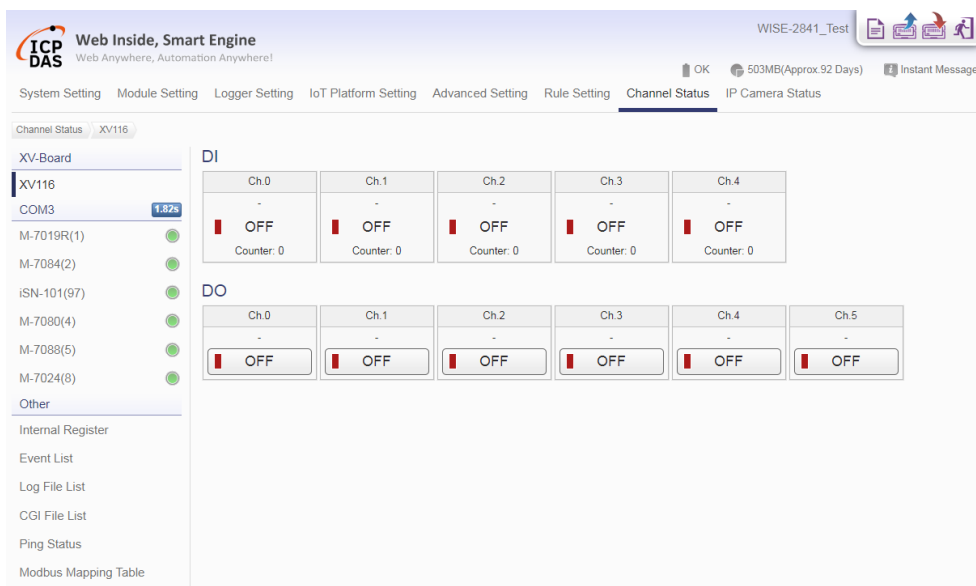 WISE-2841_Test
ICP DAS
Web Inside, Smart Engine
Web Anywhere, Automation Anywhere!
OK 503MB(Approx.92 Days) Instant Message
System Setting Module Setting Logger Setting IoT Platform Setting Advanced Setting Rule Setting Channel Status IP Camera Status
Channel Status XV116
XV-Board
XV116
COM3 1.82s
M-7019R(1)
M-7084(2)
iSN-101(97)
M-7080(4)
M-7088(5)
M-7024(8)
Other
Internal Register
Event List
Log File List
CGI File List
Ping Status
Modbus Mapping Table
DI
Ch.0 Ch.1 Ch.2 Ch.3 Ch.4
- - - - -
OFF OFF OFF OFF OFF
Counter: 0 Counter: 0 Counter: 0 Counter: 0 Counter: 0
DO
Ch.0 Ch.1 Ch.2 Ch.3 Ch.4 Ch.5
- - - - - -
OFF OFF OFF OFF OFF OFF